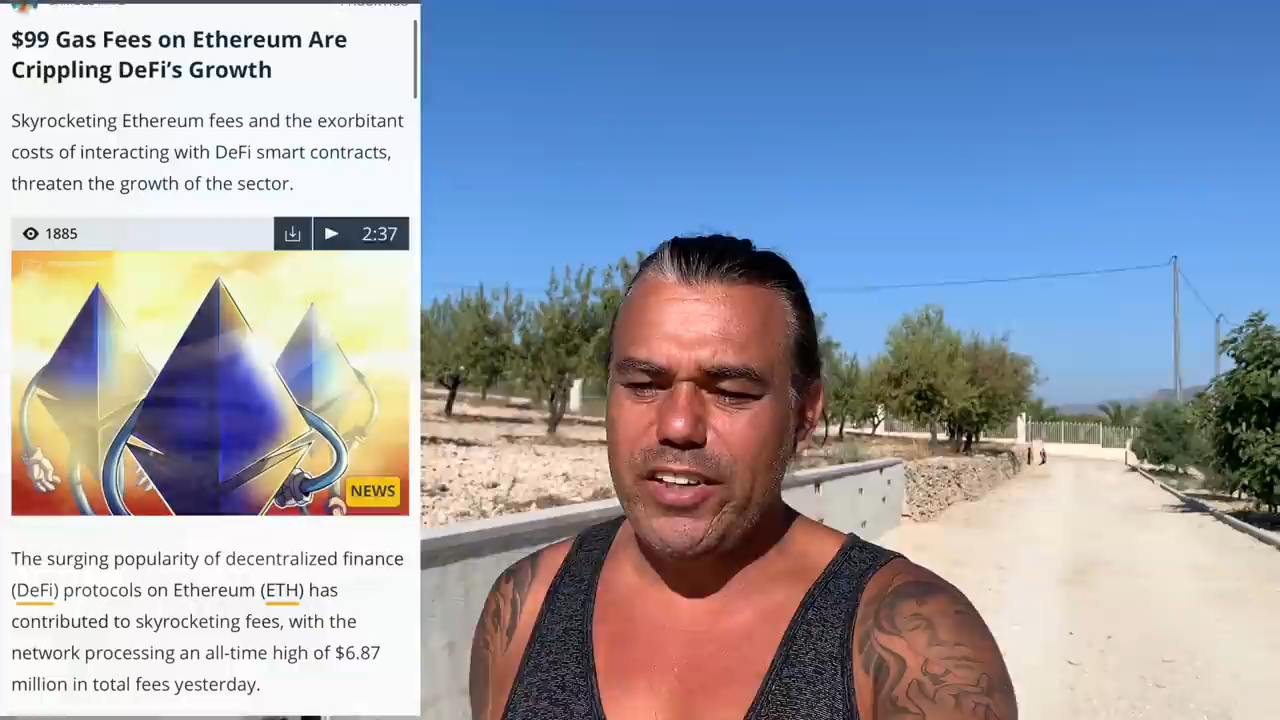 $99 Gas Fees on Ethereum Are
Crippling DeFi's Growth
Skyrocketing Ethereum fees and the exorbitant
costs of interacting with DeFi smart contracts,
threaten the growth of the sector.
1885
2:37
NEWS
The surging popularity of decentralized finance
(DeFi) protocols on Ethereum (ETH) has
contributed to skyrocketing fees, with the
network processing an all-time high of $6.87
million in total fees yesterday.